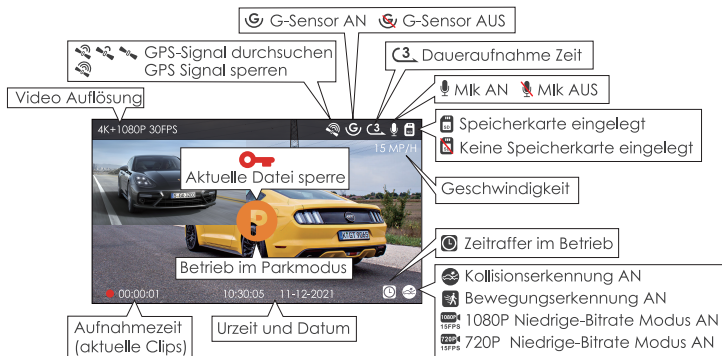 G-Sensor AN G-Sensor AUS
GPS-Signal durchsuchen
GPS Signal sperren
3 Daueraufnahme Zeit
MIk AN MIk AUS
Video Auflösung
Speicherkarte eingelegt
Keine Speicherkarte eingelegt
4K+1080P 30FPS
3
15 MP/H
Geschwindigkeit
Aktuelle Datei sperre
P
Betrieb im Parkmodus
Zeitraffer im Betrieb
00:00:01 10:30:05 11-12-2021
Kollisionserkennung AN
Bewegungserkennung AN
1080P 15FPS 1080P Niedrige-Bitrate Modus AN
720P 15FPS 720P Niedrige-Bitrate Modus AN
Aufnahmezeit
(aktuelle Clips)
Urzeit und Datum